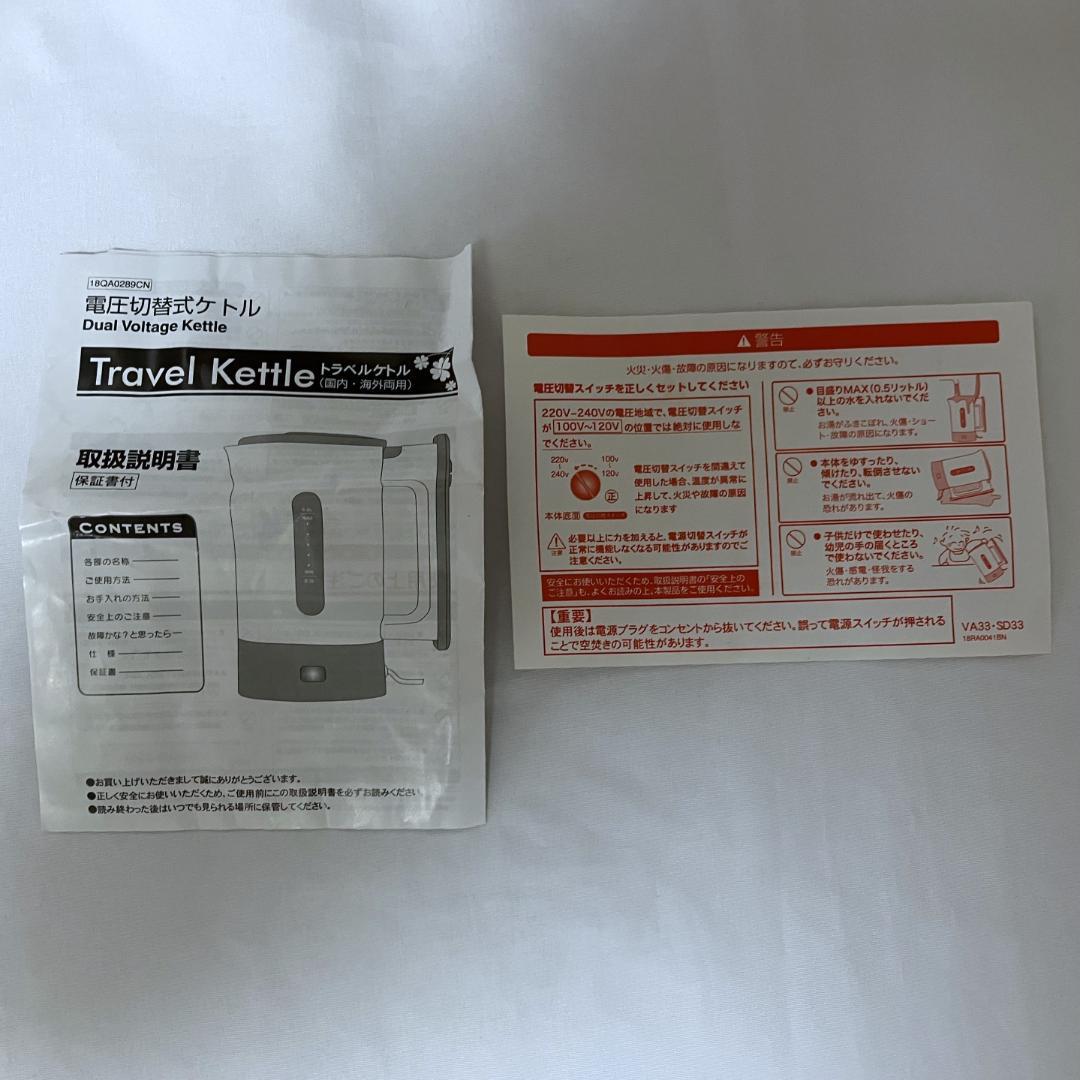 18QA0289CN
電圧切替式ケトル
Dual Voltage Kettle
Travel Kettle トラベルケトル
(国内・海外両用)
取扱説明書
保証書付
CONTENTS
各部の名称
ご使用方法
お手入れの方法
安全上のご注意
故障かな?と思ったら
仕 様
保証書
●お買い上げいただきまして誠にありがとうございます。
●正しく安全にお使いいただくため、ご使用前にこの取扱説明書を必ずお読みください
●読み終わった後はいつでも見られる場所に保管してください。
警告
火災・火傷・故障の原因になりますので、必ずお守りください。
電圧切替スイッチを正しくセットしてください
220V-240Vの電圧地域で、電圧切替スイッチ
が 100V~120V の位置では絶対に使用しな
いでください。
220v
~
240v
100v
~
120v
正
本体底面
電圧切替スイッチを間違えて
使用した場合、温度が異常に
上昇して、火災や故障の原因
になります
注意
必要以上に力を加えると、電源切替スイッチが
正常に機能しなくなる可能性がありますのでご
注意ください。
安全にお使いいただくため、取扱説明書の「安全上の
ご注意」も、よくお読みの上、本製品をご使用ください。
禁止
●目盛りMAX(0.5リットル)
以上の水を入れないでくだ
さい。
お湯がふきこぼれ、火傷・ショー
ト・故障の原因になります。
禁止
●本体をゆすったり、
傾けたり、転倒させない
でください。
お湯が流れ出て、火傷の
恐れがあります。
禁止
●子供だけで使わせたり、
幼児の手の届くところ
で使わないでください。
火傷・感電・怪我をする
恐れがあります。
【重要】
使用後は電源プラグをコンセントから抜いてください。誤って電源スイッチが押される
ことで空焚きの可能性があります。
VA33・SD33
18RA0041BN